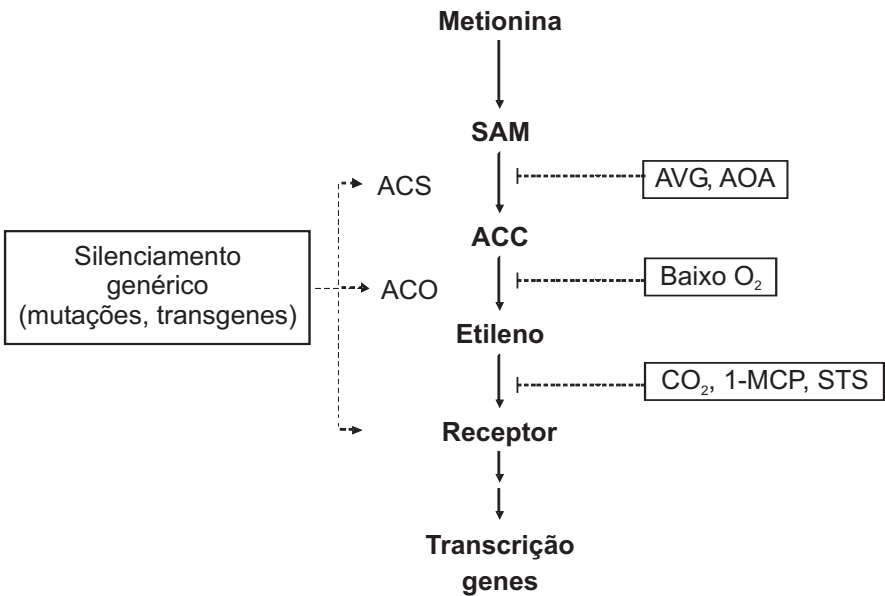 Metionina
SAM
ACS
AVG, AOA
ACC
Silenciamento
genérico
(mutações, transgenes)
ACO
Baixo O₂
Etileno
CO₂, 1-MCP, STS
Receptor
Transcrição
genes